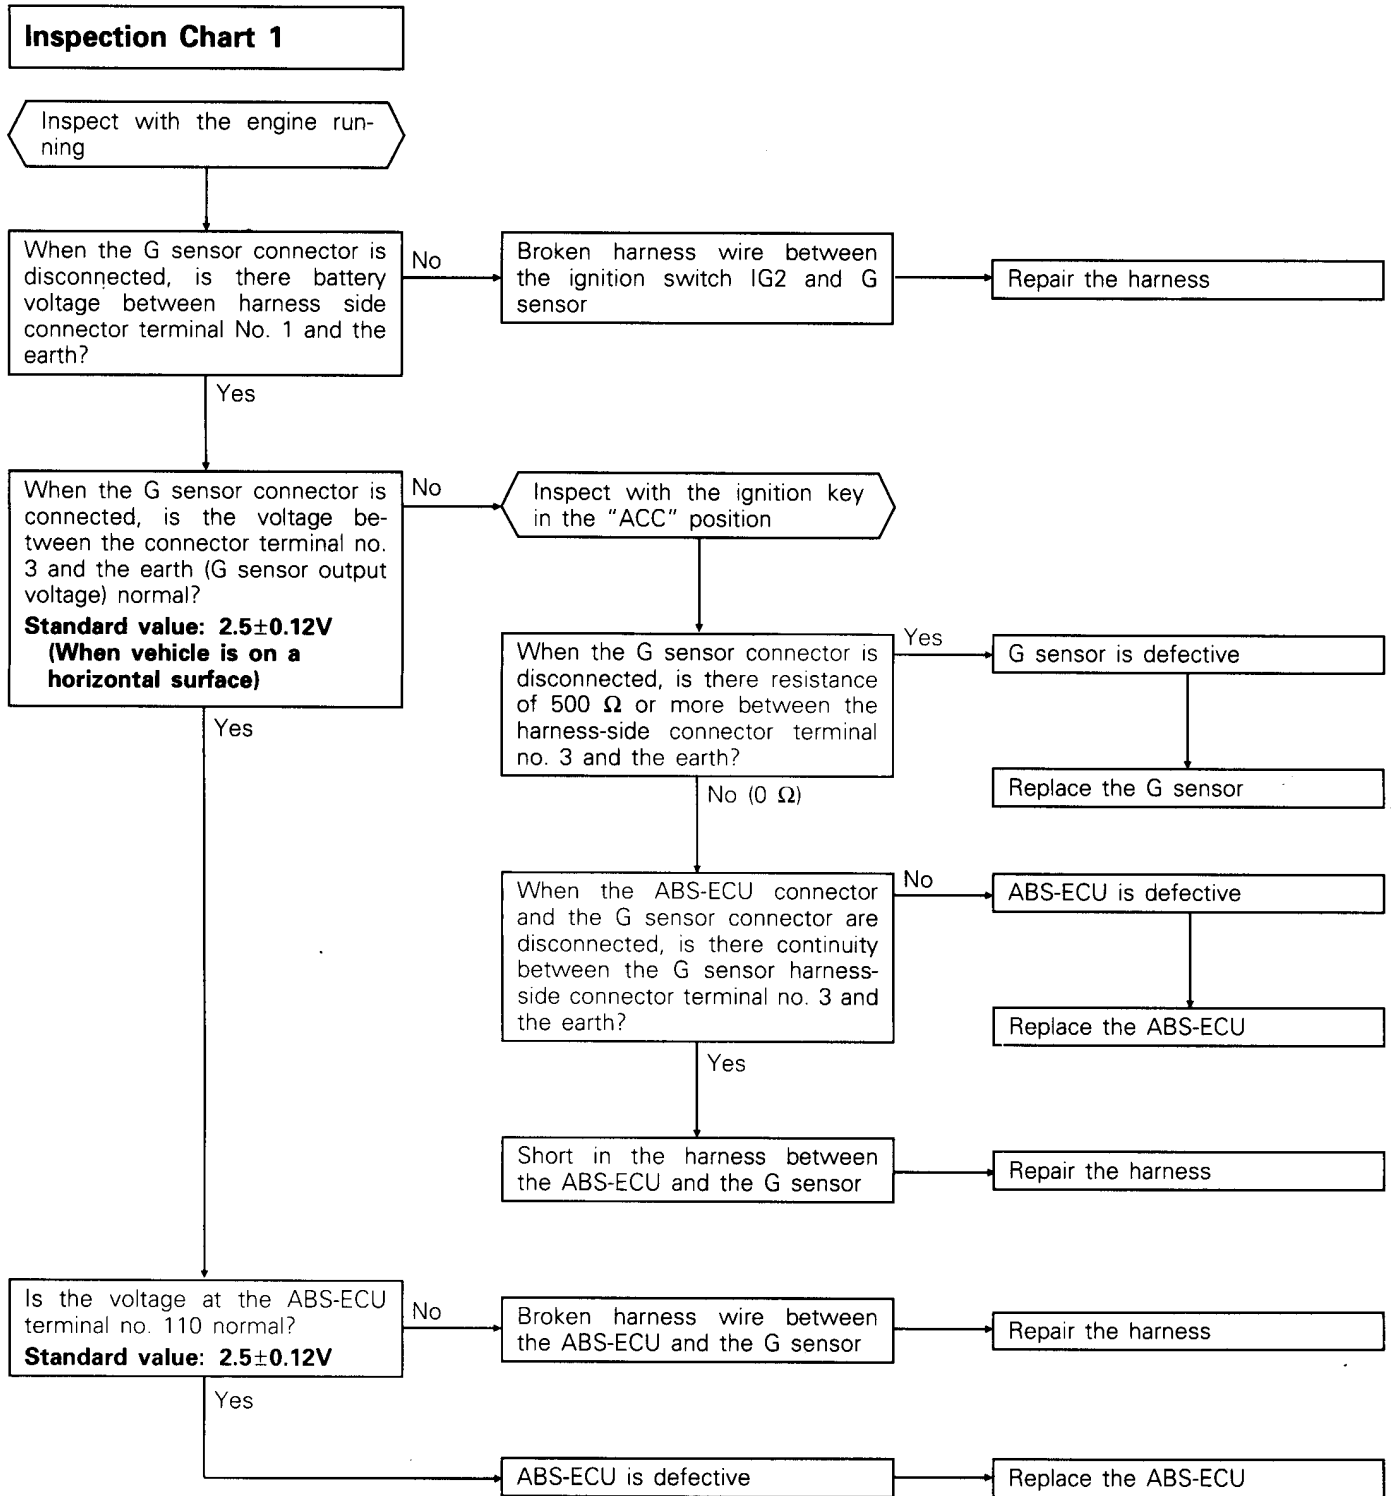 Inspection Chart 1
Inspect with the engine run-
ning
When the G sensor connector is
disconnected, is there battery
voltage between harness side
connector terminal No. 1 and the
earth?
No
Broken harness wire between
the ignition switch IG2 and G
sensor
Repair the harness
Yes
When the G sensor connector is
connected, is the voltage be-
tween the connector terminal no.
3 and the earth (G sensor output
voltage) normal?
Standard value: 2.5±0.12V
(When vehicle is on a
horizontal surface)
No
Inspect with the ignition key
in the "ACC" position
When the G sensor connector is
disconnected, is there resistance
of 500 Ω or more between the
harness-side connector terminal
no. 3 and the earth?
Yes
G sensor is defective
Replace the G sensor
No (0 Ω)
When the ABS-ECU connector
and the G sensor connector are
disconnected, is there continuity
between the G sensor harness-
side connector terminal no. 3 and
the earth?
No
ABS-ECU is defective
Replace the ABS-ECU
Yes
Short in the harness between
the ABS-ECU and the G sensor
Repair the harness
Yes
Is the voltage at the ABS-ECU
terminal no. 110 normal?
Standard value: 2.5±0.12V
No
Broken harness wire between
the ABS-ECU and the G sensor
Repair the harness
Yes
ABS-ECU is defective
Replace the ABS-ECU